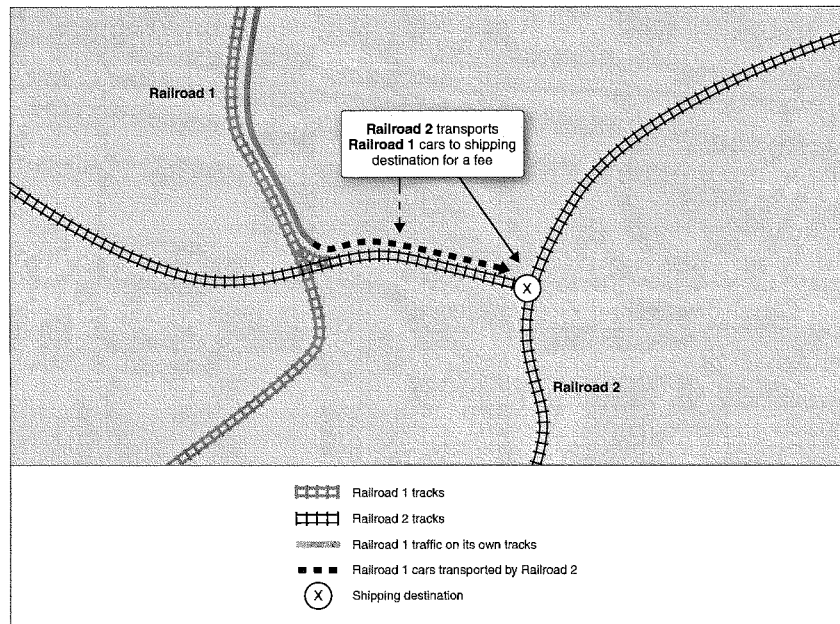 Railroad 1
Railroad 2 transports
Railroad 1 cars to shipping
destination for a fee
X
Railroad 2
Railroad 1 tracks
Railroad 2 tracks
Railroad 1 traffic on its own tracks
Railroad 1 cars transported by Railroad 2
X
Shipping destination